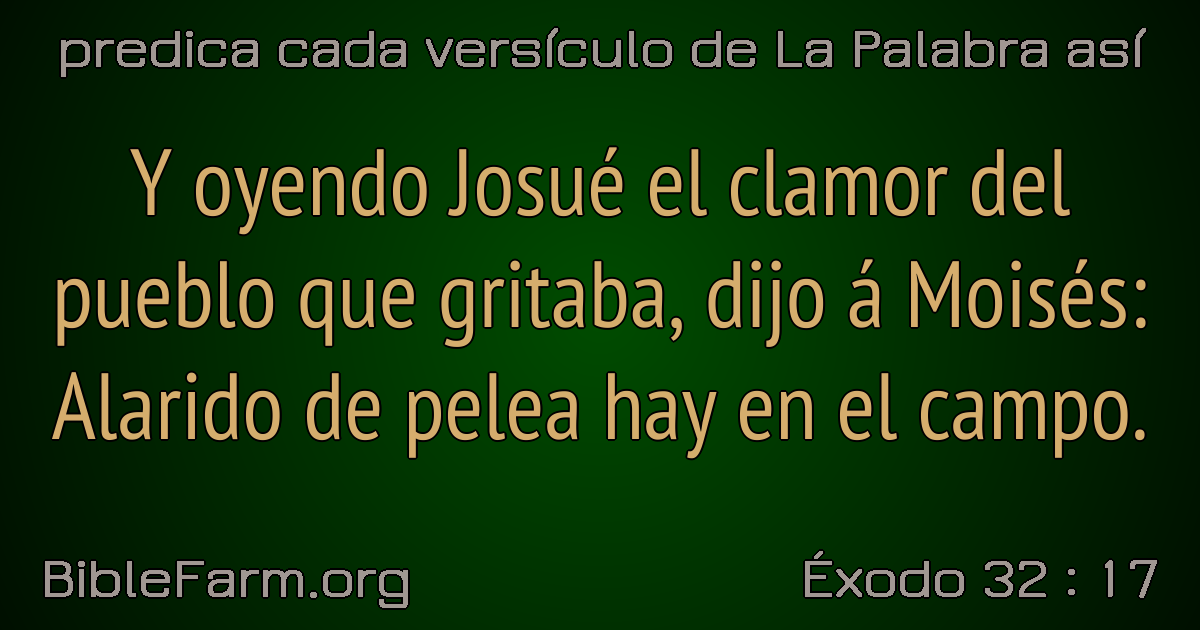 predica cada versículo de La Palabra así
Y oyendo Josué el clamor del
pueblo que gritaba, dijo á Moisés:
Alarido de pelea hay en el campo.
BibleFarm.org
Éxodo 32 : 17